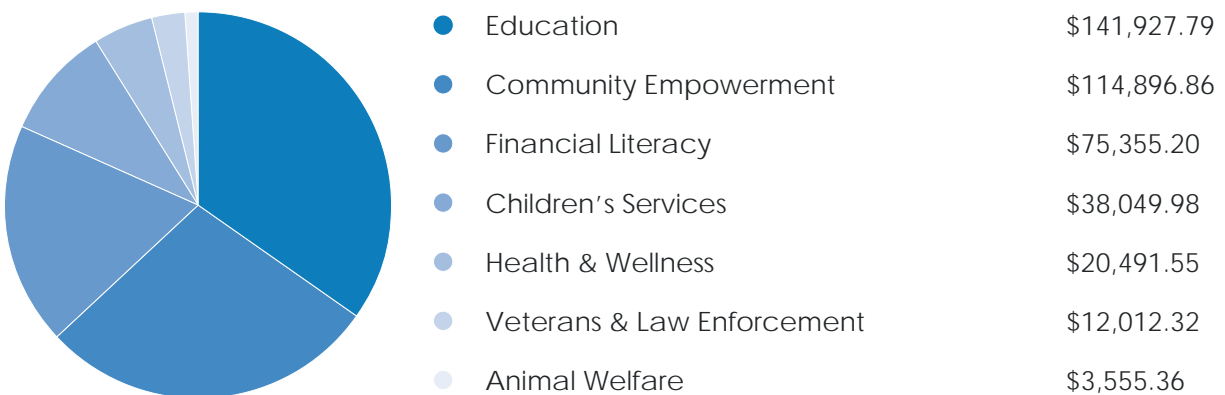 Education $141,927.79
Community Empowerment $114,896.86
Financial Literacy $75,355.20
Children's Services $38,049.98
Health & Wellness $20,491.55
Veterans & Law Enforcement $12,012.32
Animal Welfare $3,555.36